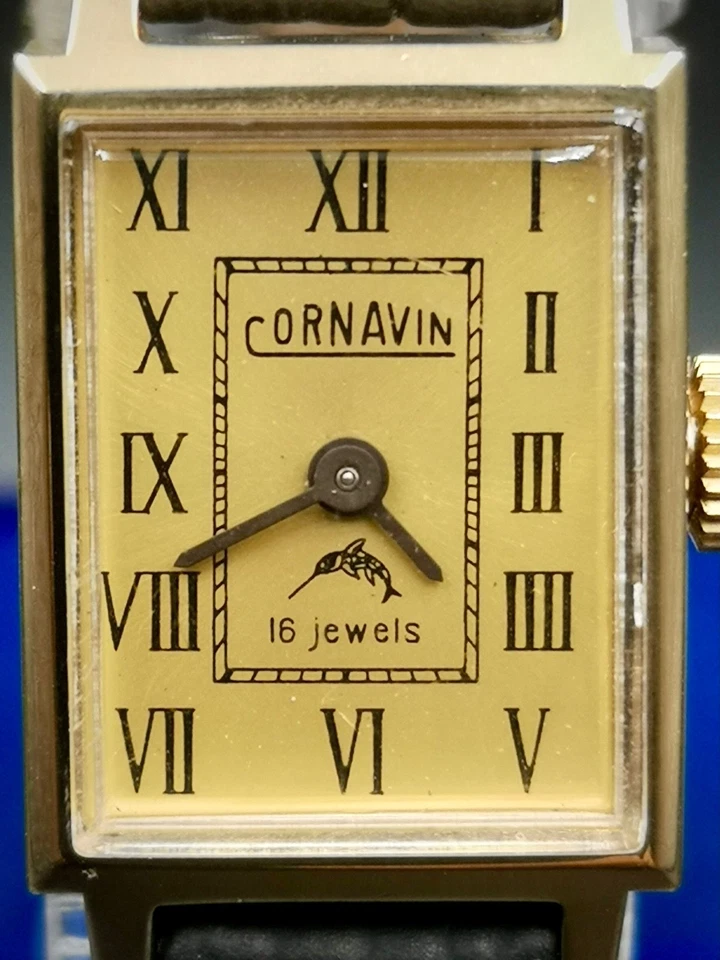 XI XII I
CORNAVIN
X II
IX III
VIII IIII
16 jewels
VII VI V